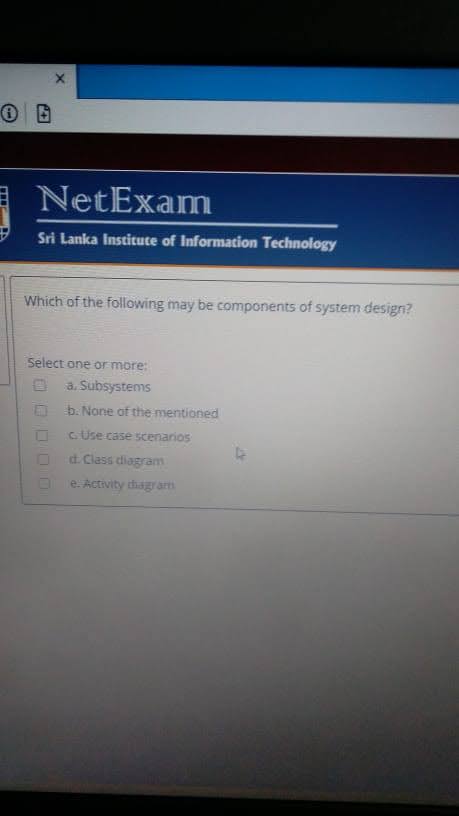 NetExam
Sri Lanka Institute of Information Technology
Which of the following may be components of system design?
Select one or more:
a. Subsystems
b. None of the mentioned
c. Use case scenarios
d. Class diagram
e. Activity diagram